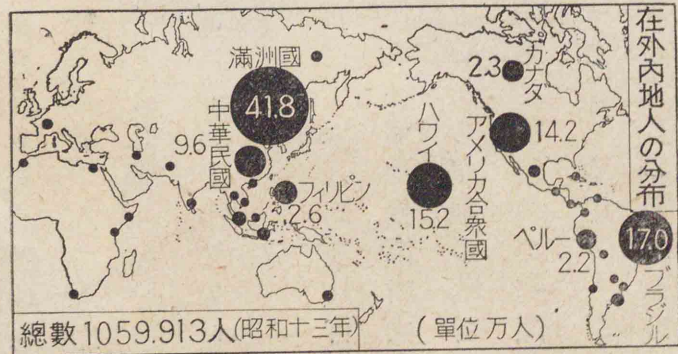 在外內地人の分布
カナダ
2.3
滿洲國
41.8
中華民國
9.6
ハワイ
15.2
アメリカ合衆國
14.2
フィリピン
2.6
ペルー
2.2
17.0
ブラジル
總數1059.913人(昭和十三年)
(單位万人)